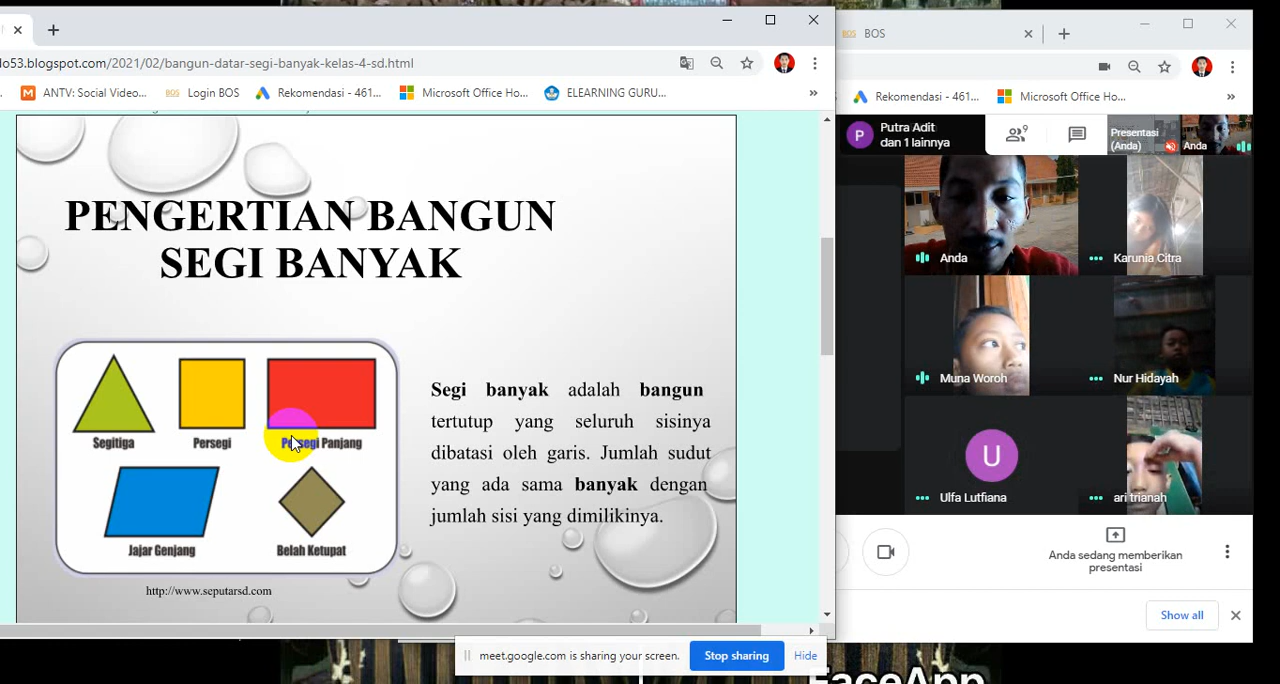 BOS
lo53.blogspot.com/2021/02/bangun-datar-segi-banyak-kelas-4-sd.html
ANTV: Social Video...
BOS Login BOS
Rekomendasi - 461...
Microsoft Office Ho...
ELEARNING GURU...
»
Rekomendasi - 461...
Microsoft Office Ho...
»
PENGERTIAN BANGUN
SEGI BANYAK
Segitiga
Persegi
Persegi Panjang
Jajar Genjang
Belah Ketupat
http://www.seputarsd.com
Segi banyak adalah bangun
tertutup yang seluruh sisinya
dibatasi oleh garis. Jumlah sudut
yang ada sama banyak dengan
jumlah sisi yang dimilikinya.
P
Putra Adit
dan 1 lainnya
9
Presentasi
(Anda)
Anda
Anda
Karunia Citra
Muna Woroh
Nur Hidayah
U
Ulfa Lutfiana
ari trianah
Anda sedang memberikan
presentasi
Show all
meet.google.com is sharing your screen.
Stop sharing
Hide
FaceApp